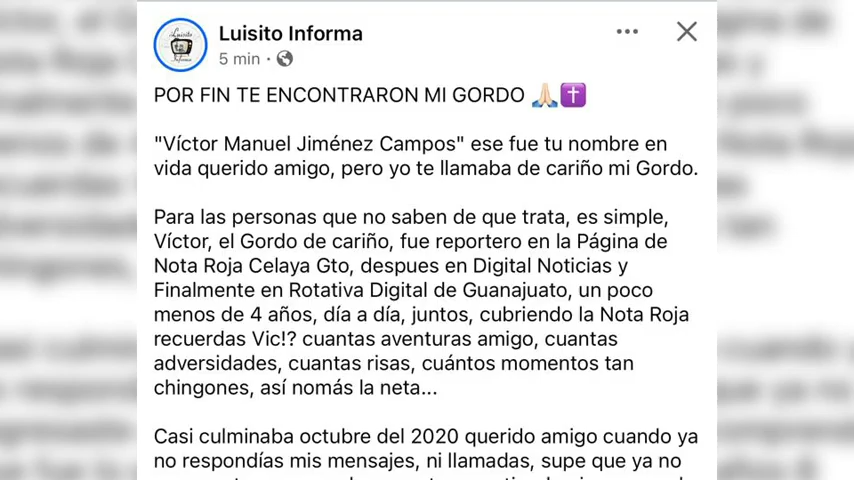 Luisito Informa
5 min ·
POR FIN TE ENCONTRARON MI GORDO 🙏🏻✝️
"Víctor Manuel Jiménez Campos" ese fue tu nombre en
vida querido amigo, pero yo te llamaba de cariño mi Gordo.
Para las personas que no saben de que trata, es simple,
Víctor, el Gordo de cariño, fue reportero en la Página de
Nota Roja Celaya Gto, despues en Digital Noticias y
Finalmente en Rotativa Digital de Guanajuato, un poco
menos de 4 años, día a día, juntos, cubriendo la Nota Roja
recuerdas Vic!? cuantas aventuras amigo, cuantas
adversidades, cuantas risas, cuántos momentos tan
chingones, así nomás la neta...
Casi culminaba octubre del 2020 querido amigo cuando ya
no respondías mis mensajes, ni llamadas, supe que ya no